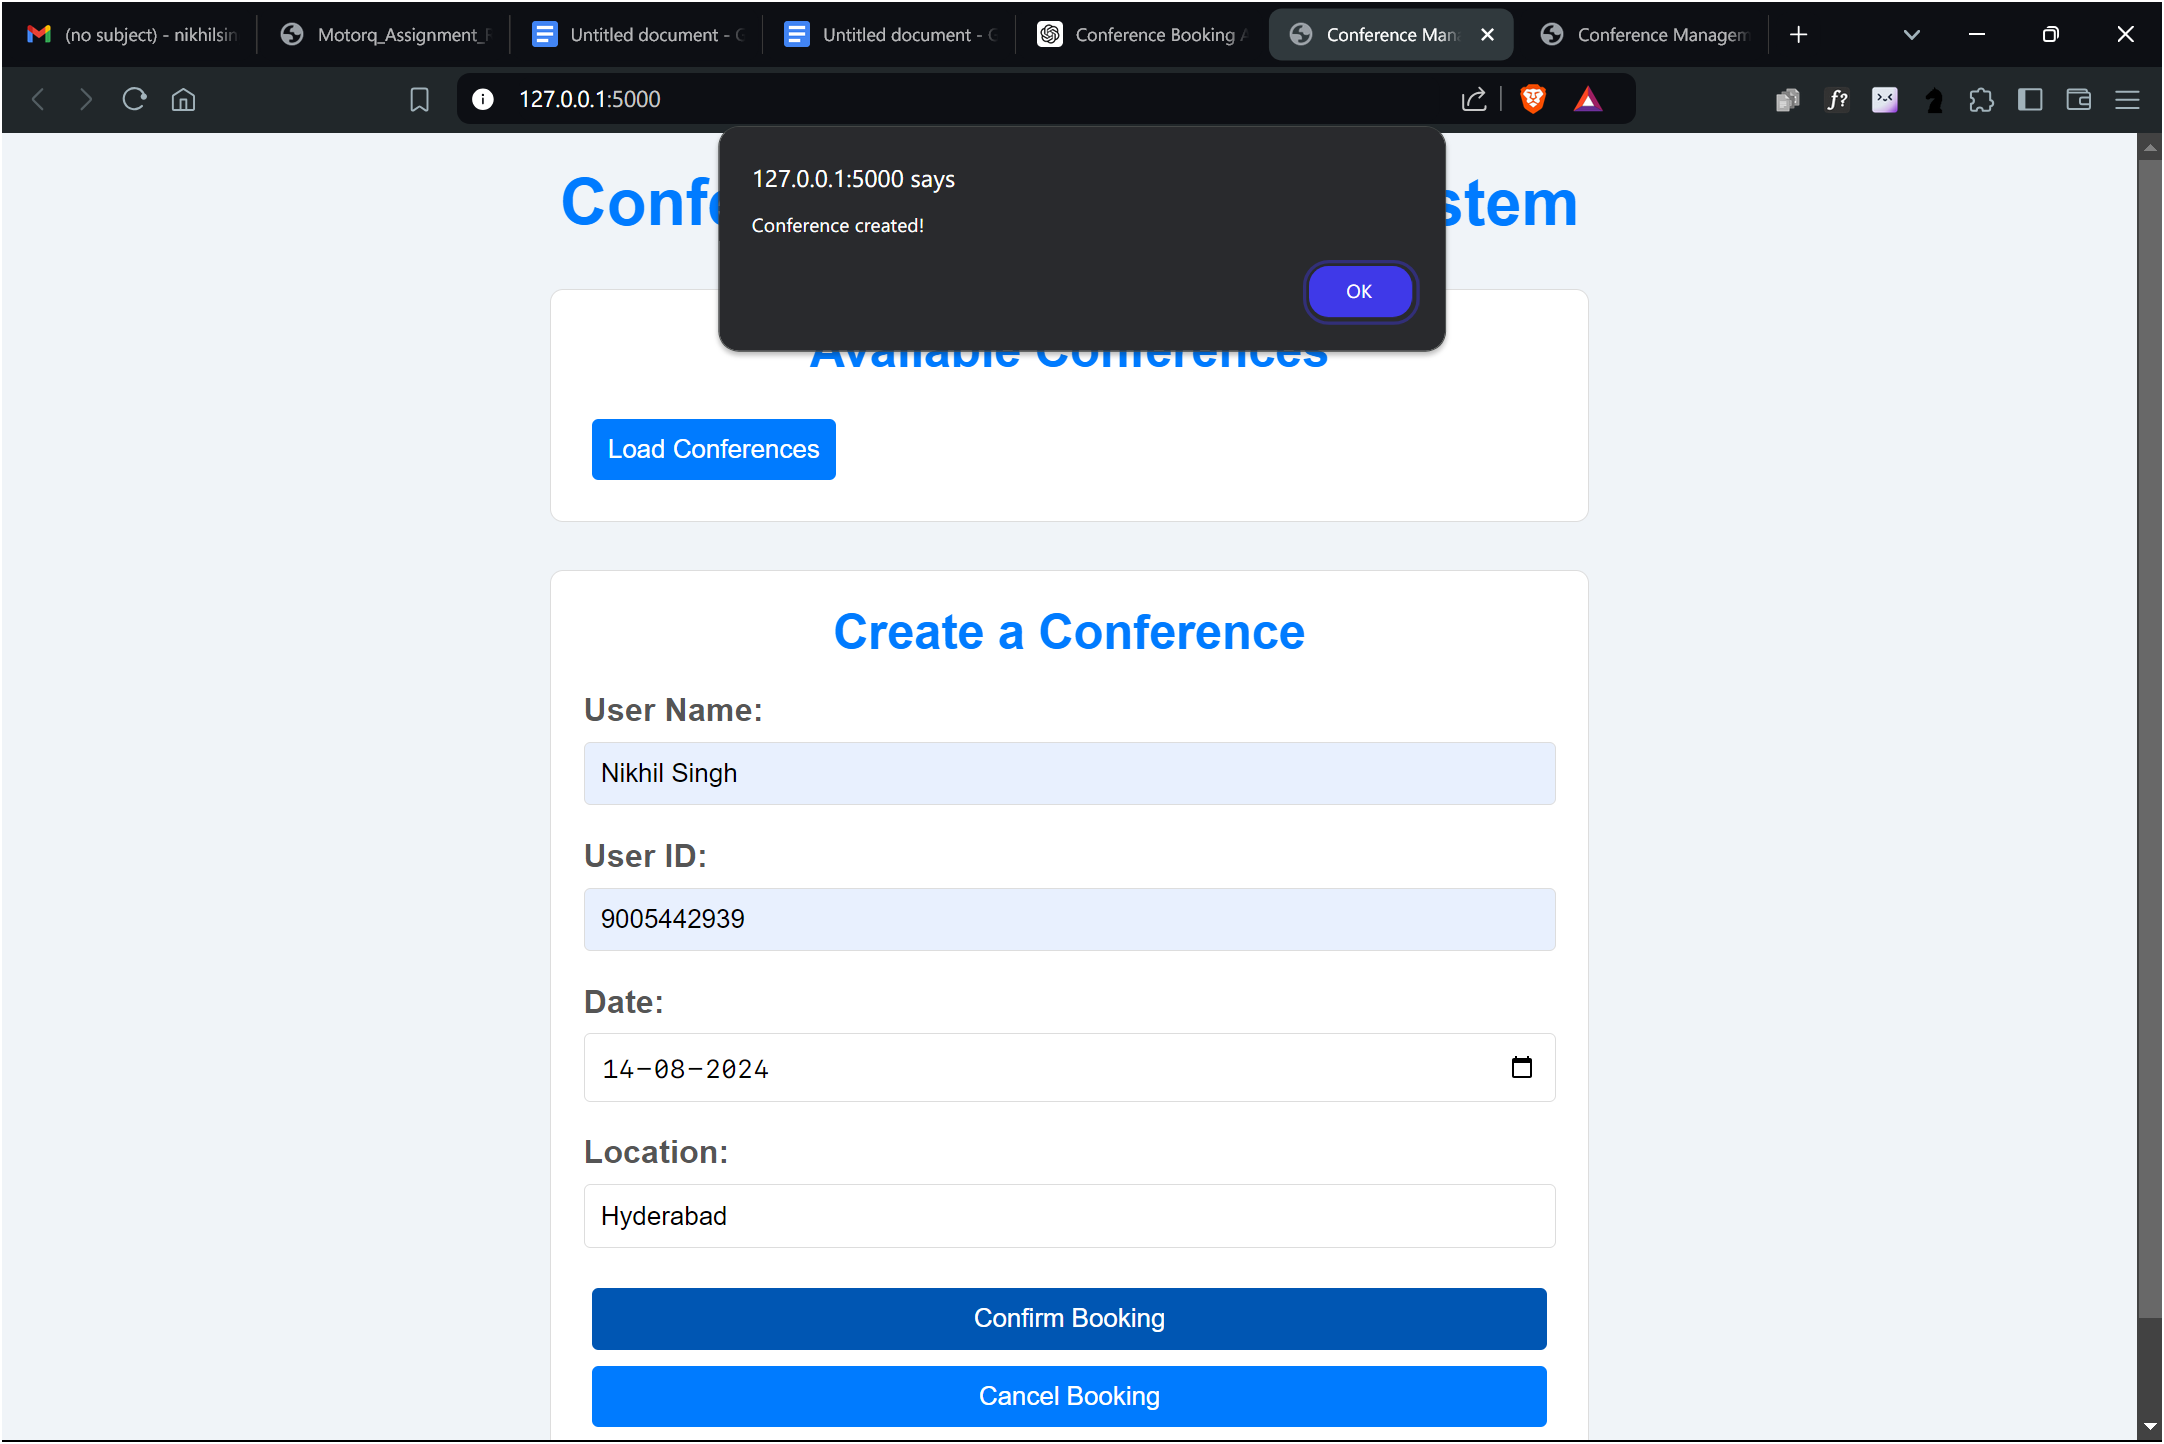 (no subject) - nikhilsin
Motorq_Assignment_
Untitled document -
Untitled document -
Conference Booking
Conference Man
Conference Managem
127.0.0.1:5000
127.0.0.1:5000 says
Conference created!
OK
Conf stem
Available Conferences
Load Conferences
Create a Conference
User Name:
Nikhil Singh
User ID:
9005442939
Date:
14-08-2024
Location:
Hyderabad
Confirm Booking
Cancel Booking